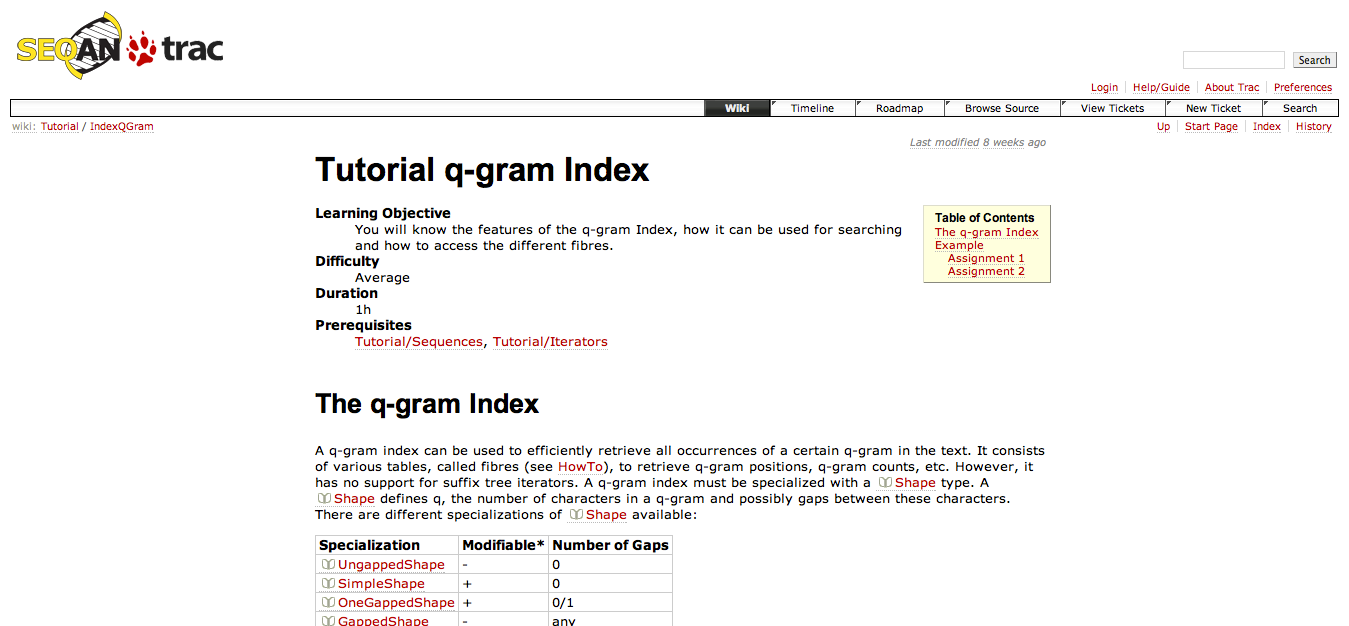 SEQAN trac
Search
Login Help/Guide About Trac Preferences
Wiki Timeline Roadmap Browse Source View Tickets New Ticket Search
wiki: Tutorial / IndexQGram
Up Start Page Index History
Last modified 8 weeks ago
Tutorial q-gram Index
Learning Objective
You will know the features of the q-gram Index, how it can be used for searching
and how to access the different fibres.
Difficulty
Average
Duration
1h
Prerequisites
Tutorial/Sequences, Tutorial/Iterators
Table of Contents
The q-gram Index
Example
Assignment 1
Assignment 2
The q-gram Index
A q-gram index can be used to efficiently retrieve all occurrences of a certain q-gram in the text. It consists
of various tables, called fibres (see HowTo), to retrieve q-gram positions, q-gram counts, etc. However, it
has no support for suffix tree iterators. A q-gram index must be specialized with a Shape type. A
Shape defines q, the number of characters in a q-gram and possibly gaps between these characters.
There are different specializations of Shape available:
Specialization Modifiable* Number of Gaps
UngappedShape - 0
SimpleShape + 0
OneGappedShape + 0/1
GappedShape - any